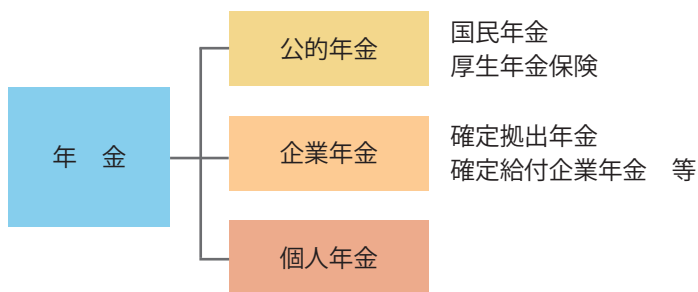 年　金
公的年金
国民年金
厚生年金保険
企業年金
確定拠出年金
確定給付企業年金　等
個人年金